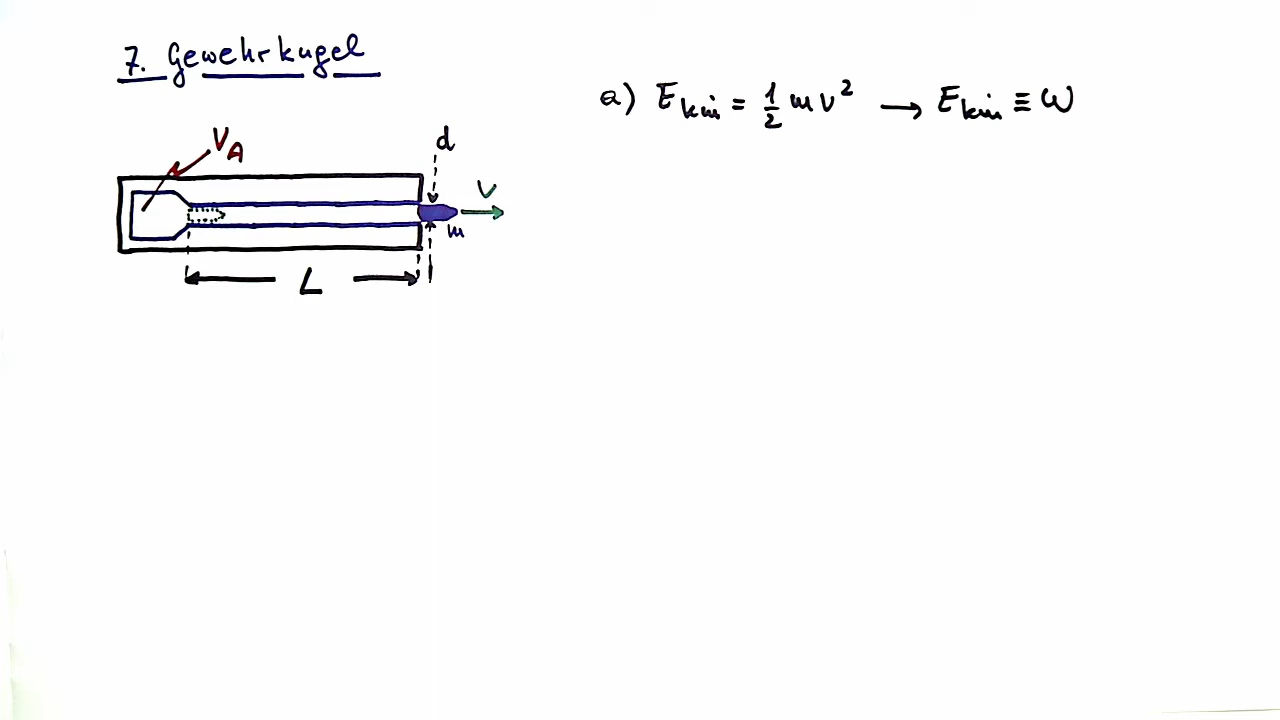 7. Gewehrkugel
a) E_kin = 1/2 m v² → E_kin ≡ W
V_A
d
v
m
L